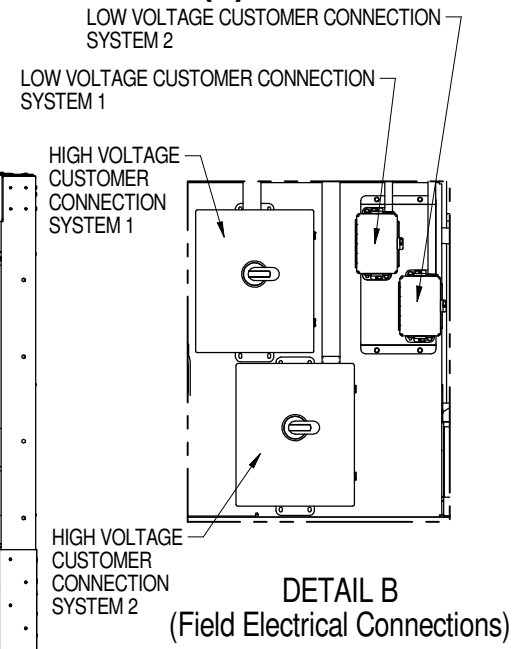 LOW VOLTAGE CUSTOMER CONNECTION
SYSTEM 2
LOW VOLTAGE CUSTOMER CONNECTION
SYSTEM 1
HIGH VOLTAGE
CUSTOMER
CONNECTION
SYSTEM 1
HIGH VOLTAGE
CUSTOMER
CONNECTION
SYSTEM 2
DETAIL B
(Field Electrical Connections)